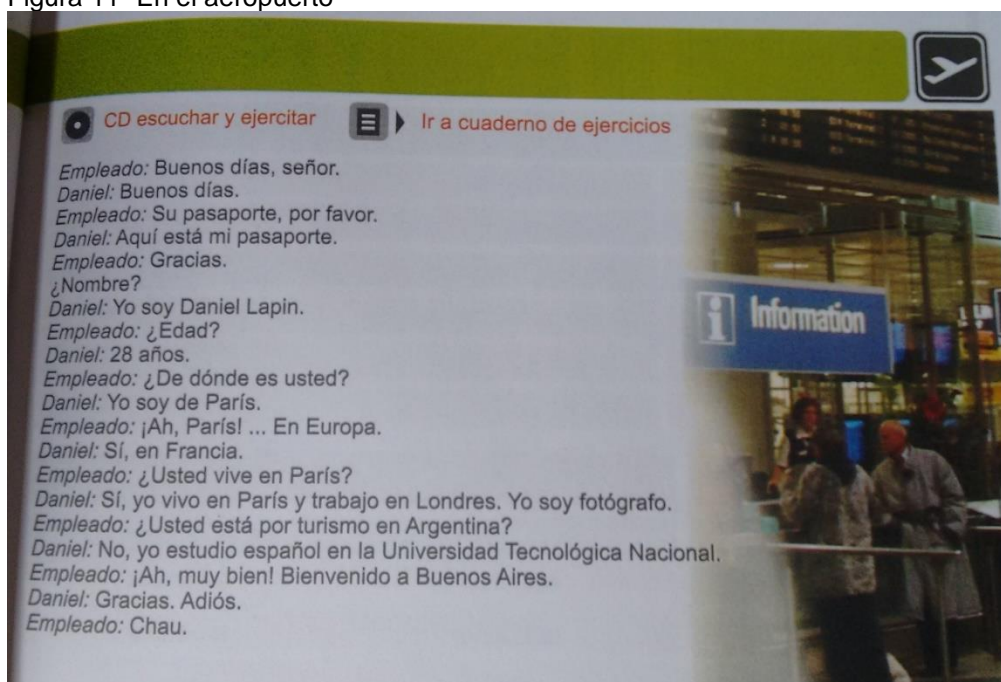 Figura 11 En el aeropuerto
CD escuchar y ejercitar
Ir a cuaderno de ejercicios
Empleado: Buenos días, señor.
Daniel: Buenos días.
Empleado: Su pasaporte, por favor.
Daniel: Aquí está mi pasaporte.
Empleado: Gracias.
¿Nombre?
Daniel: Yo soy Daniel Lapin.
Empleado: ¿Edad?
Daniel: 28 años.
Empleado: ¿De dónde es usted?
Daniel: Yo soy de París.
Empleado: ¡Ah, París! ... En Europa.
Daniel: Sí, en Francia.
Empleado: ¿Usted vive en París?
Daniel: Sí, yo vivo en París y trabajo en Londres. Yo soy fotógrafo.
Empleado: ¿Usted está por turismo en Argentina?
Daniel: No, yo estudio español en la Universidad Tecnológica Nacional.
Empleado: ¡Ah, muy bien! Bienvenido a Buenos Aires.
Daniel: Gracias. Adiós.
Empleado: Chau.
i Information